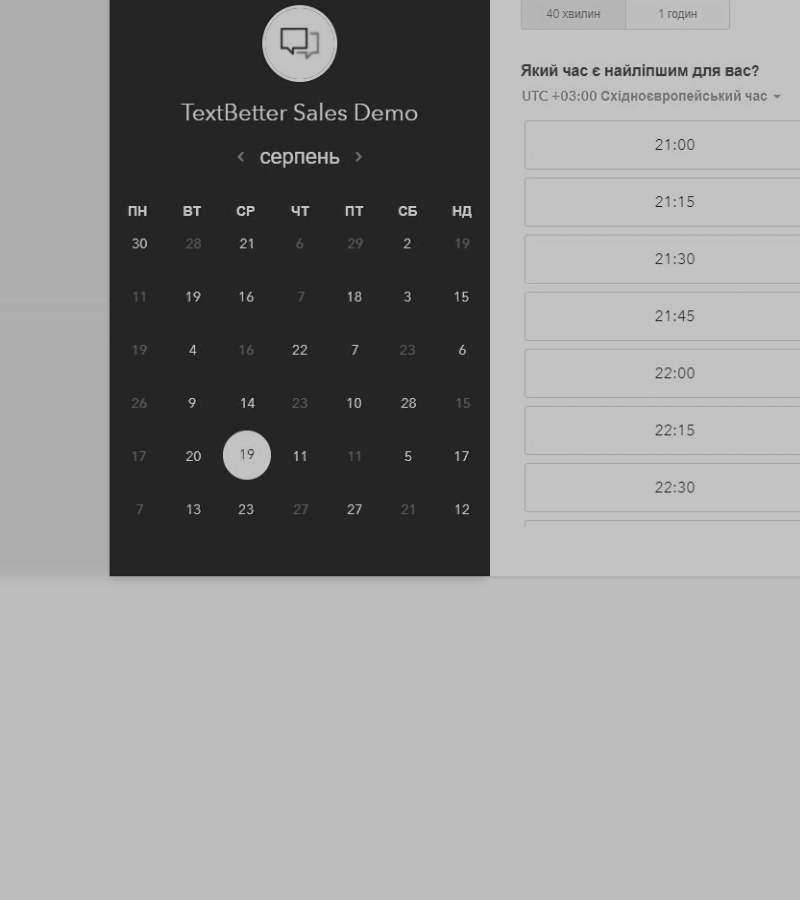 40 хвилин 1 годин
TextBetter Sales Demo
серпень
ПН ВТ СР ЧТ ПТ СБ НД
30 28 21 6 29 2 19
11 19 16 7 18 3 15
19 4 16 22 7 23 6
26 9 14 23 10 28 15
17 20 19 11 11 5 17
7 13 23 27 27 21 12
Який час є найліпшим для вас?
UTC +03:00 Східноєвропейський час
21:00
21:15
21:30
21:45
22:00
22:15
22:30